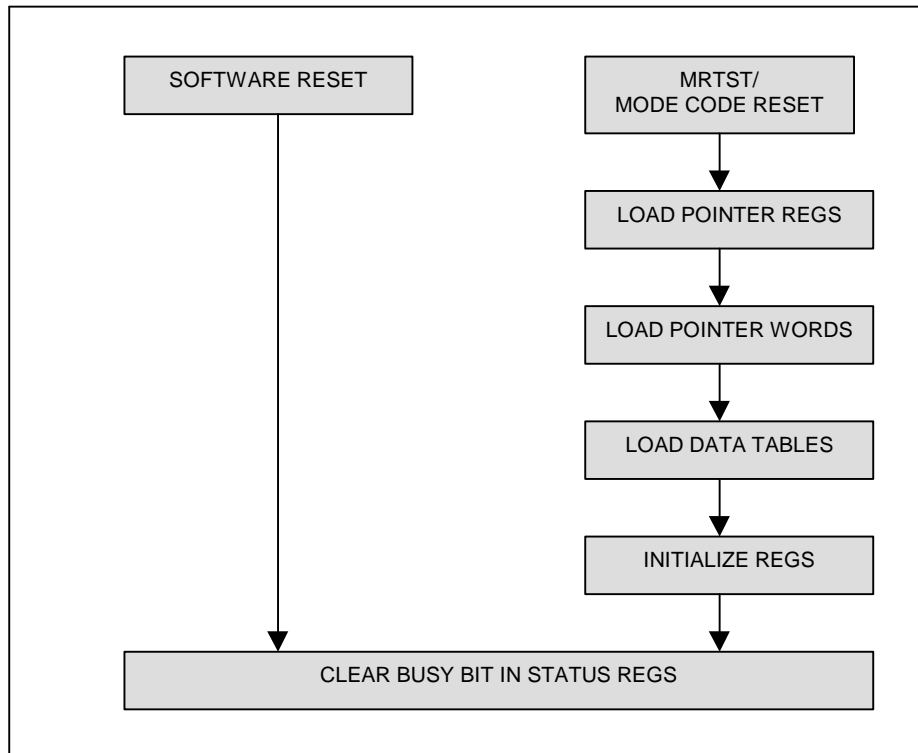 SOFTWARE RESET
MRTST/
MODE CODE RESET
LOAD POINTER REGS
LOAD POINTER WORDS
LOAD DATA TABLES
INITIALIZE REGS
CLEAR BUSY BIT IN STATUS REGS